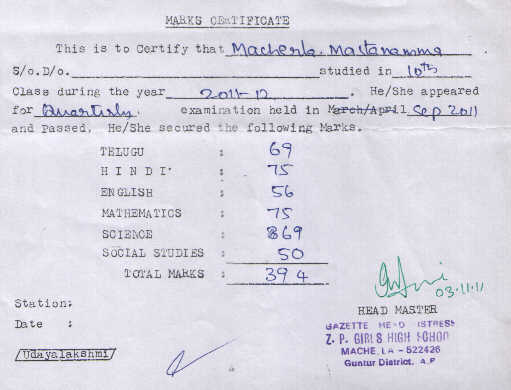 MARKS CERTIFICATE
This is to Certify that Macherla. Mastanamma
S/o.D/o. studied in 10th
Class during the year 2011-12 . He/She appeared
for Quarterly. examination held in March/April Sep 2011
and Passed. He/She secured the following Marks.
TELUGU : 69
HINDI : 75
ENGLISH : 56
MATHEMATICS : 75
SCIENCE : 69
SOCIAL STUDIES : 50
TOTAL MARKS : 394
03.11.11
Station:
HEAD MASTER
Date :
GAZETTE HEAD MISTRESS
Z. P. GIRLS HIGH SCHOOL
/Udayalakshmi/
MACHERLA - 522426
Guntur District. A.P